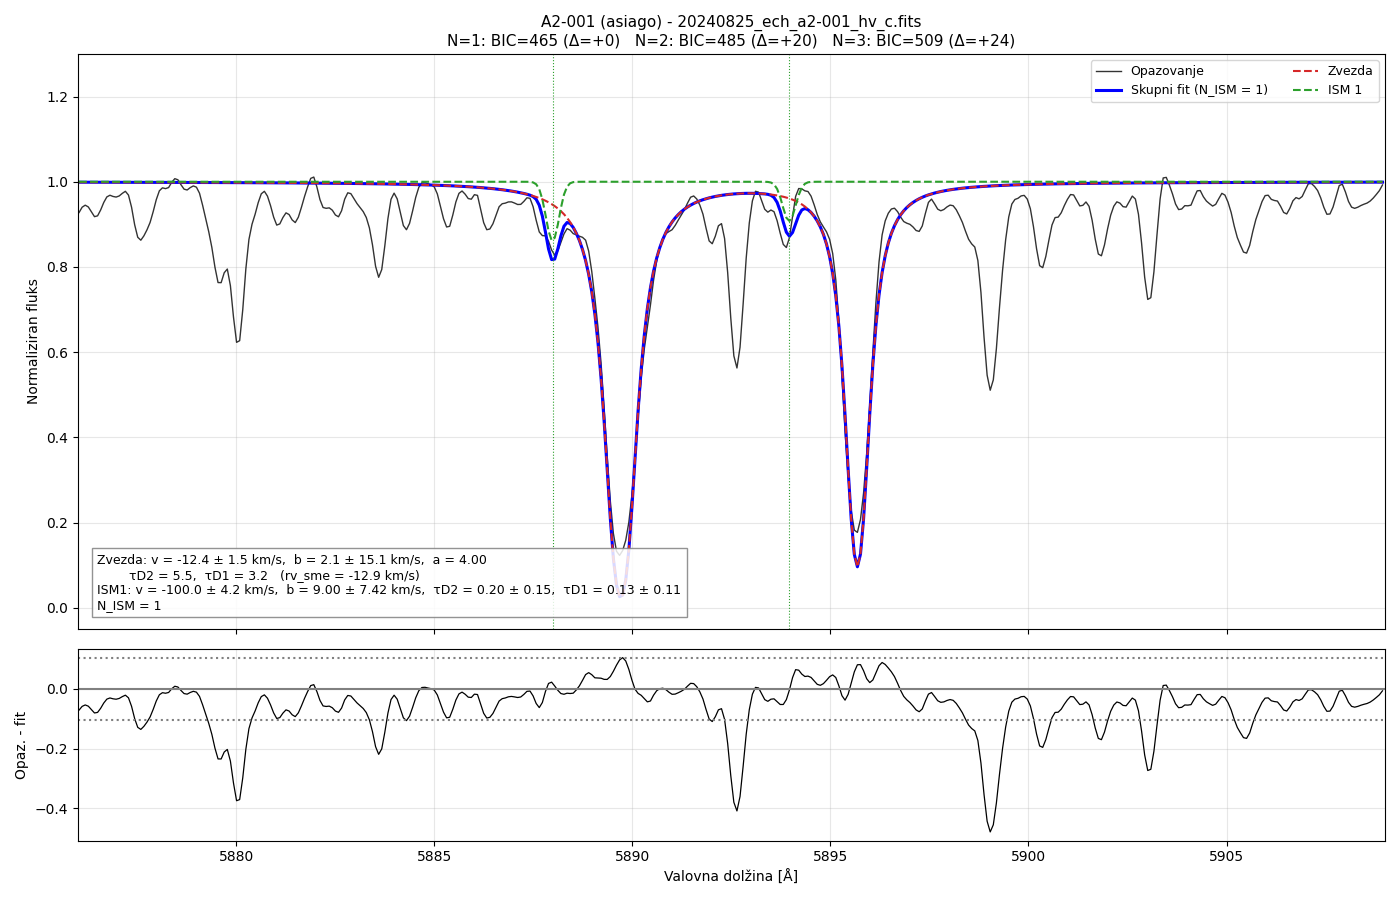 A2-001 (asiago) - 20240825_ech_a2-001_hv_c.fits
N=1: BIC=465 (Δ=+0)   N=2: BIC=485 (Δ=+20)   N=3: BIC=509 (Δ=+24)
Opazovanje
Skupni fit (N_ISM = 1)
Zvezda
ISM 1
Normaliziran fluks
1.2
1.0
0.8
0.6
0.4
0.2
0.0
Zvezda: v = -12.4 ± 1.5 km/s,  b = 2.1 ± 15.1 km/s,  a = 4.00
τD2 = 5.5,  τD1 = 3.2   (rv_sme = -12.9 km/s)
ISM1: v = -100.0 ± 4.2 km/s,  b = 9.00 ± 7.42 km/s,  τD2 = 0.20 ± 0.15,  τD1 = 0.13 ± 0.11
N_ISM = 1
Opaz. - fit
0.0
−0.2
−0.4
5880
5885
5890
5895
5900
5905
Valovna dolžina [Å]